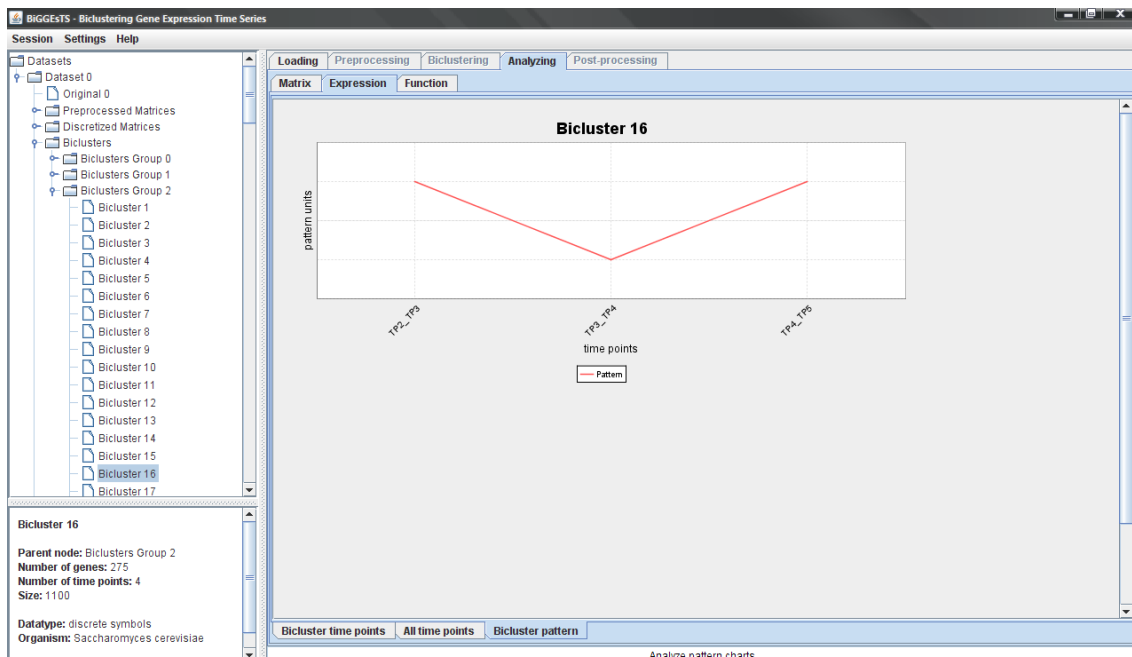 BiGGEsTS - Biclustering Gene Expression Time Series
Session Settings Help
Datasets
Dataset 0
Original 0
Preprocessed Matrices
Discretized Matrices
Biclusters
Biclusters Group 0
Biclusters Group 1
Biclusters Group 2
Bicluster 1
Bicluster 2
Bicluster 3
Bicluster 4
Bicluster 5
Bicluster 6
Bicluster 7
Bicluster 8
Bicluster 9
Bicluster 10
Bicluster 11
Bicluster 12
Bicluster 13
Bicluster 14
Bicluster 15
Bicluster 16
Bicluster 17
Bicluster 16
Parent node: Biclusters Group 2
Number of genes: 275
Number of time points: 4
Size: 1100
Datatype: discrete symbols
Organism: Saccharomyces cerevisiae
Loading Preprocessing Biclustering Analyzing Post-processing
Matrix Expression Function
Bicluster 16
pattern units
TP2_TP3 TP3_TP4 TP4_TP5
time points
Pattern
Bicluster time points All time points Bicluster pattern
Analyze pattern charts